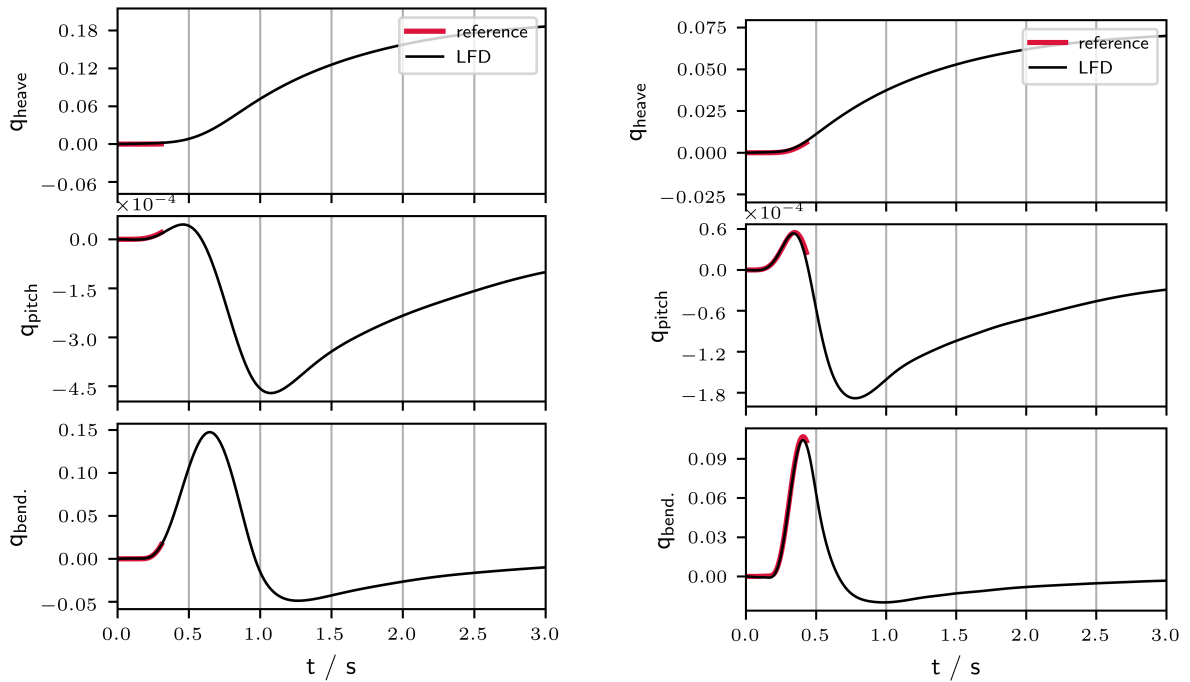 0.18
0.12
0.06
0.00
−0.06
q_heave
reference
LFD
×10⁻⁴
0.0
−1.5
−3.0
−4.5
q_pitch
0.15
0.10
0.05
0.00
−0.05
q_bend.
0.0 0.5 1.0 1.5 2.0 2.5 3.0
t / s
0.075
0.050
0.025
0.000
−0.025
q_heave
reference
LFD
×10⁻⁴
0.6
0.0
−0.6
−1.2
−1.8
q_pitch
0.09
0.06
0.03
0.00
q_bend.
0.0 0.5 1.0 1.5 2.0 2.5 3.0
t / s